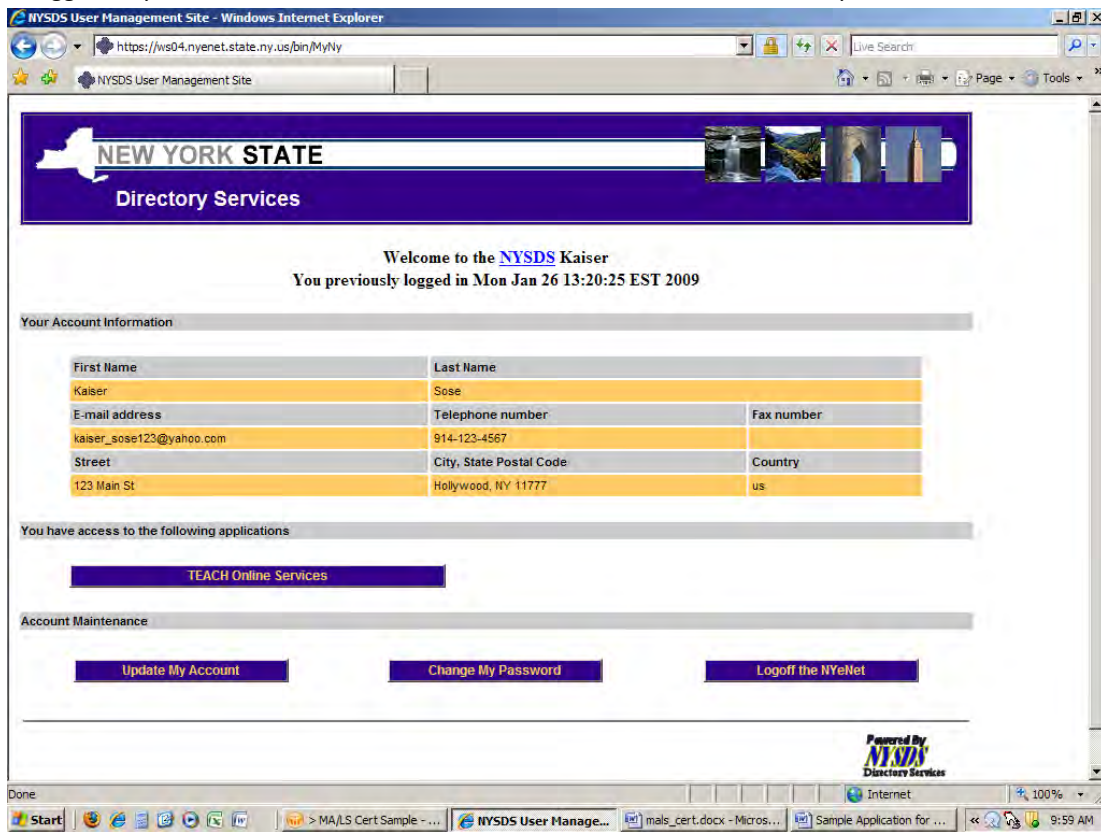 NYSDS User Management Site - Windows Internet Explorer
https://ws04.nyenet.state.ny.us/bin/MyNy
Live Search
NYSDS User Management Site
Page
Tools
NEW YORK STATE
Directory Services
Welcome to the NYSDS Kaiser
You previously logged in Mon Jan 26 13:20:25 EST 2009
Your Account Information
First Name Last Name
Kaiser Sose
E-mail address Telephone number Fax number
kaiser_sose123@yahoo.com 914-123-4567
Street City, State Postal Code Country
123 Main St Hollywood, NY 11777 us
You have access to the following applications
TEACH Online Services
Account Maintenance
Update My Account Change My Password Logoff the NYeNet
Powered By
NYSDS
Directory Services
Done Internet 100%
Start > MA/LS Cert Sample - ... NYSDS User Manage... mals_cert.docx - Micros... Sample Application for ... 9:59 AM